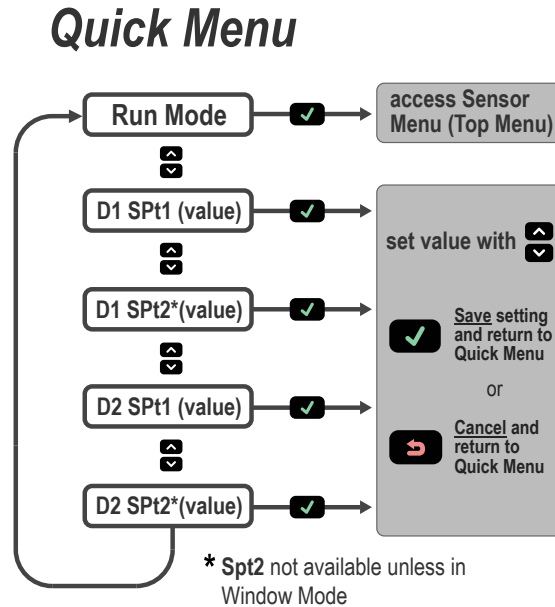 Quick Menu
Run Mode
access Sensor
Menu (Top Menu)
D1 SPt1 (value)
set value with
D1 SPt2*(value)
Save setting
and return to
Quick Menu
or
D2 SPt1 (value)
Cancel and
return to
Quick Menu
D2 SPt2*(value)
* Spt2 not available unless in
Window Mode